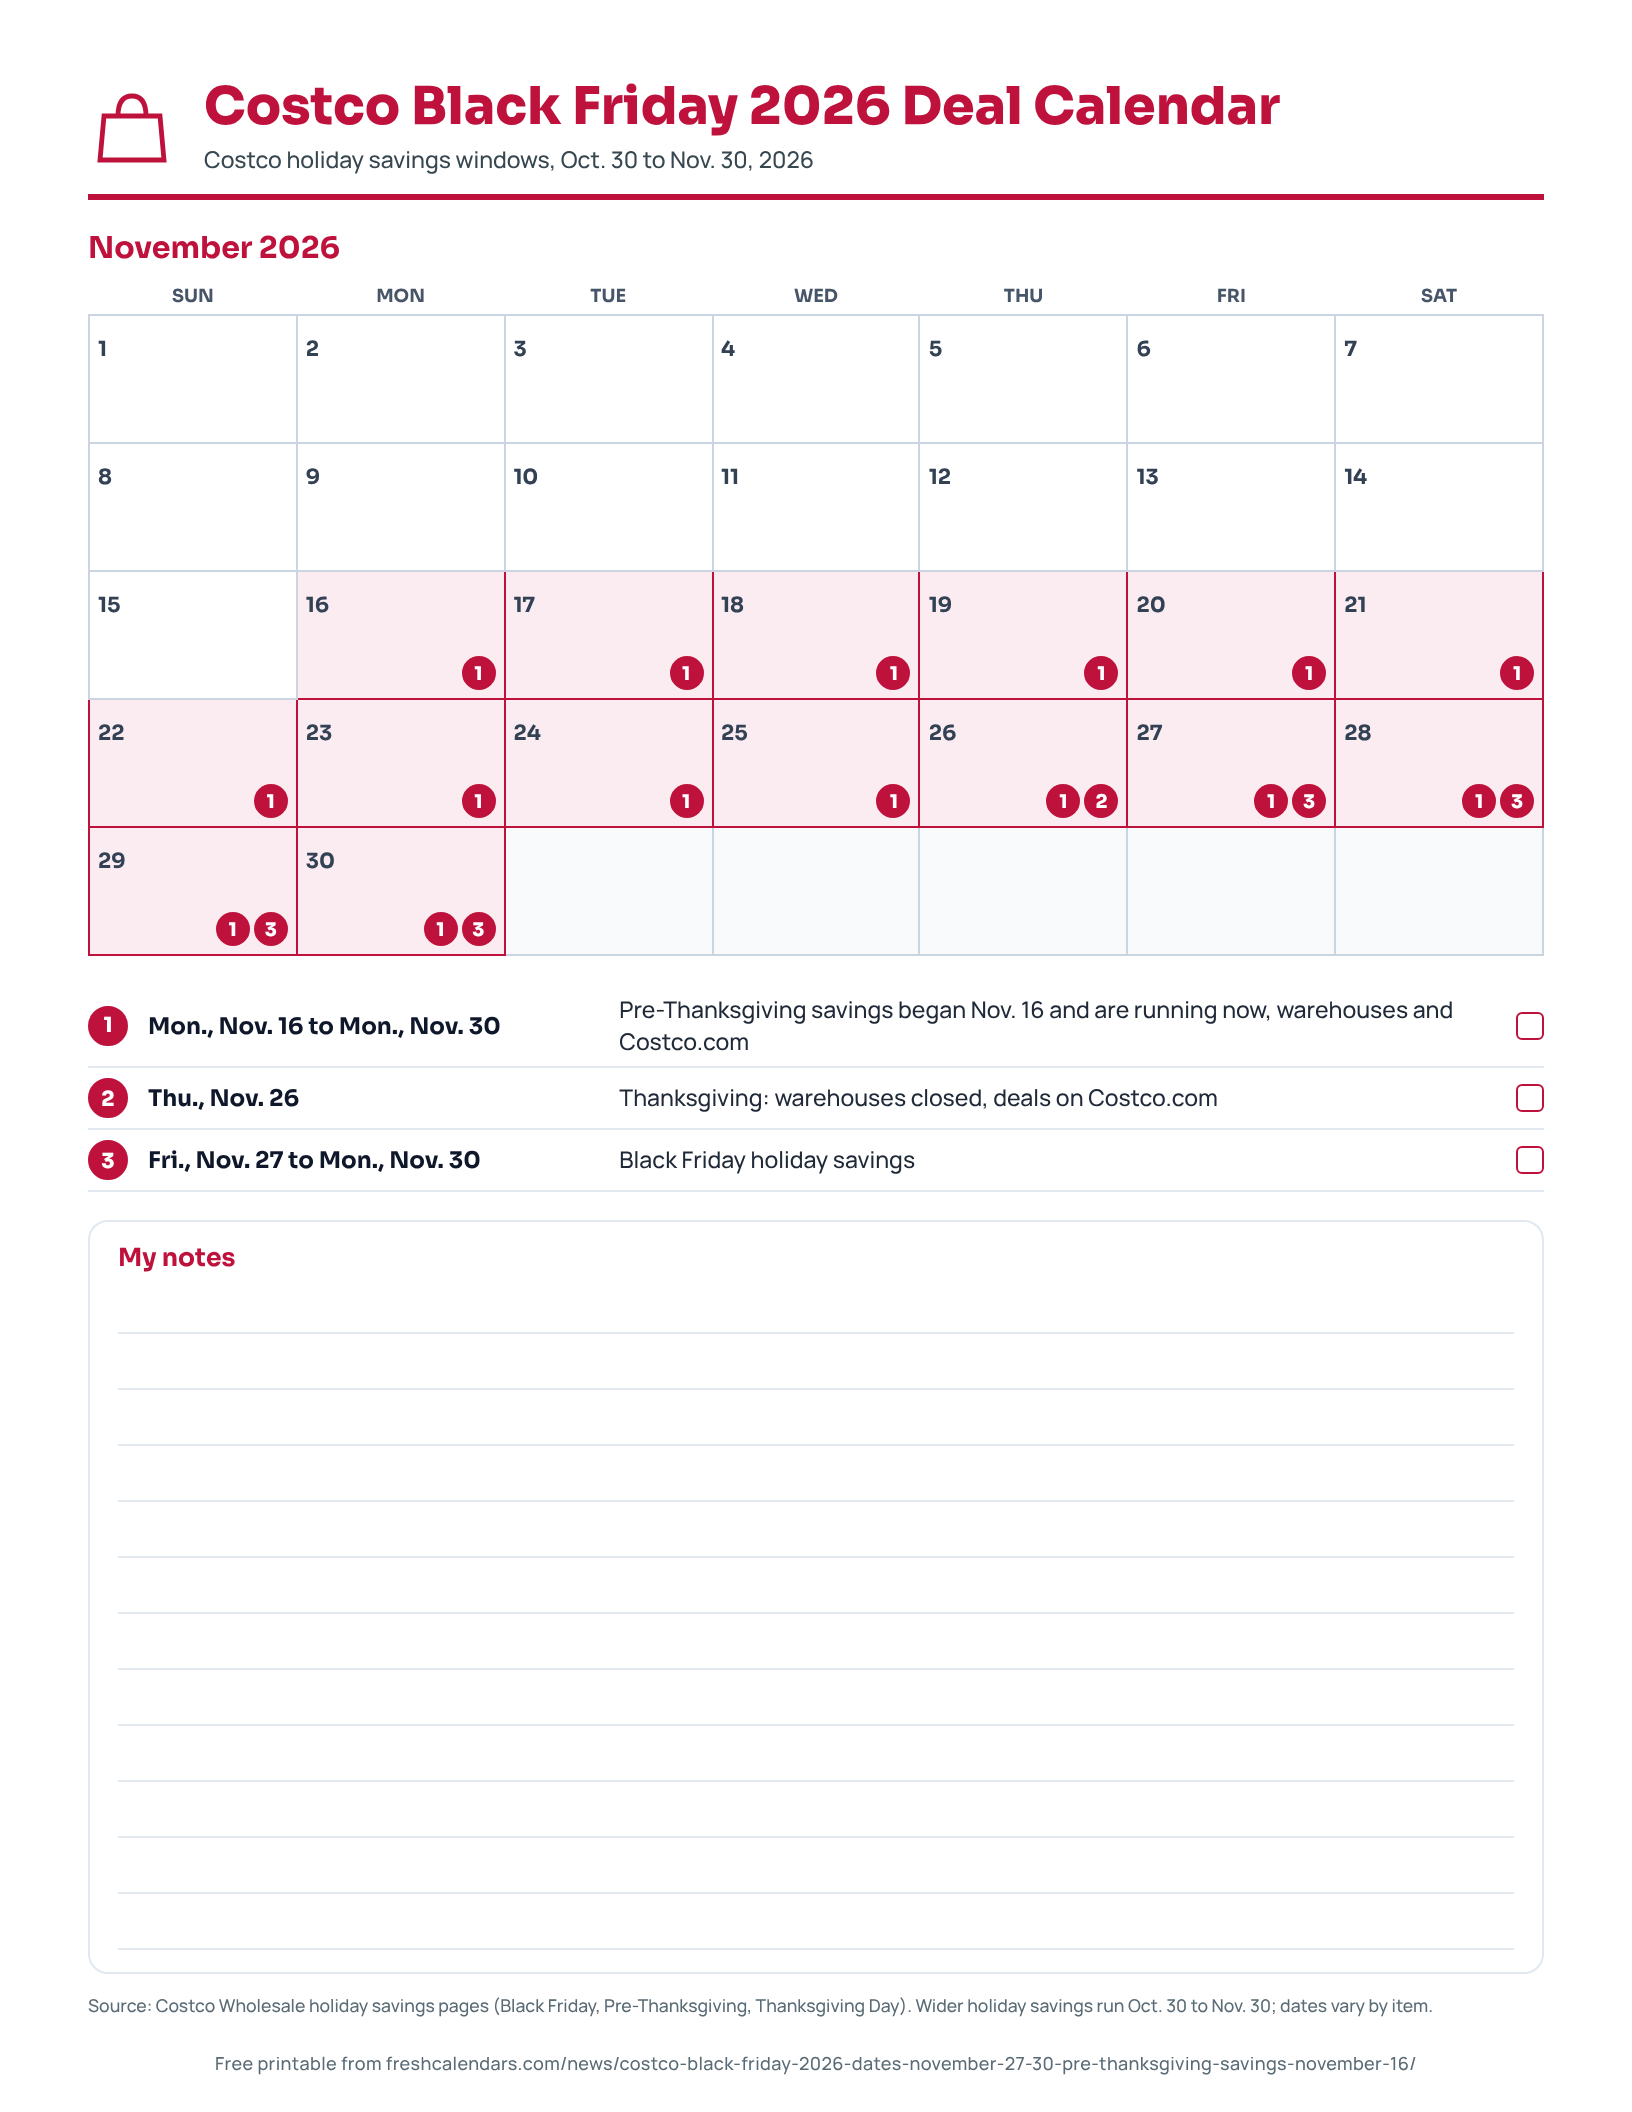 Costco Black Friday 2026 Deal Calendar
Costco holiday savings windows, Oct. 30 to Nov. 30, 2026
November 2026
SUN MON TUE WED THU FRI SAT
1 2 3 4 5 6 7
8 9 10 11 12 13 14
15 16 17 18 19 20 21
1 1 1 1 1 1
22 23 24 25 26 27 28
1 1 1 1 1 2 1 3 1 3
29 30
1 3 1 3
1 Mon., Nov. 16 to Mon., Nov. 30 Pre-Thanksgiving savings began Nov. 16 and are running now, warehouses and
Costco.com
2 Thu., Nov. 26 Thanksgiving: warehouses closed, deals on Costco.com
3 Fri., Nov. 27 to Mon., Nov. 30 Black Friday holiday savings
My notes
Source: Costco Wholesale holiday savings pages (Black Friday, Pre-Thanksgiving, Thanksgiving Day). Wider holiday savings run Oct. 30 to Nov. 30; dates vary by item.
Free printable from freshcalendars.com/news/costco-black-friday-2026-dates-november-27-30-pre-thanksgiving-savings-november-16/